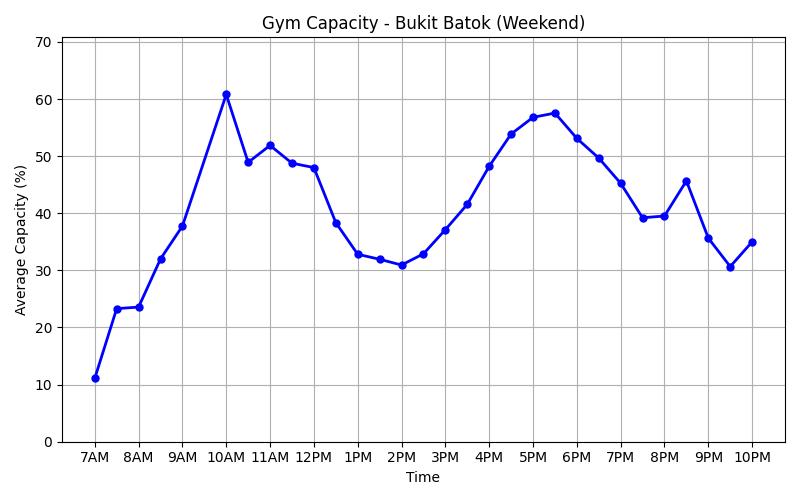 Gym Capacity - Bukit Batok (Weekend)
Average Capacity (%)
70
60
50
40
30
20
10
0
7AM 8AM 9AM 10AM 11AM 12PM 1PM 2PM 3PM 4PM 5PM 6PM 7PM 8PM 9PM 10PM
Time